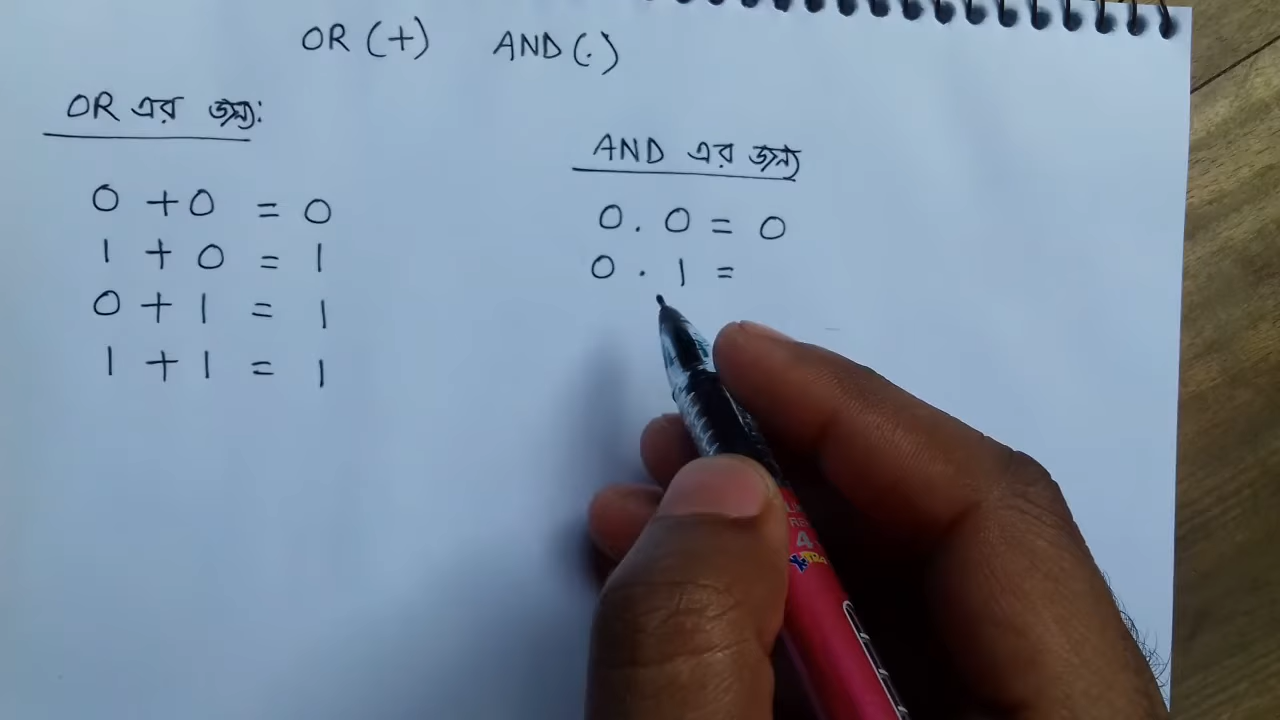 OR (+) AND (.)
OR এর জন্য:
0 + 0 = 0
1 + 0 = 1
0 + 1 = 1
1 + 1 = 1
AND এর জন্য
0 . 0 = 0
0 . 1 =